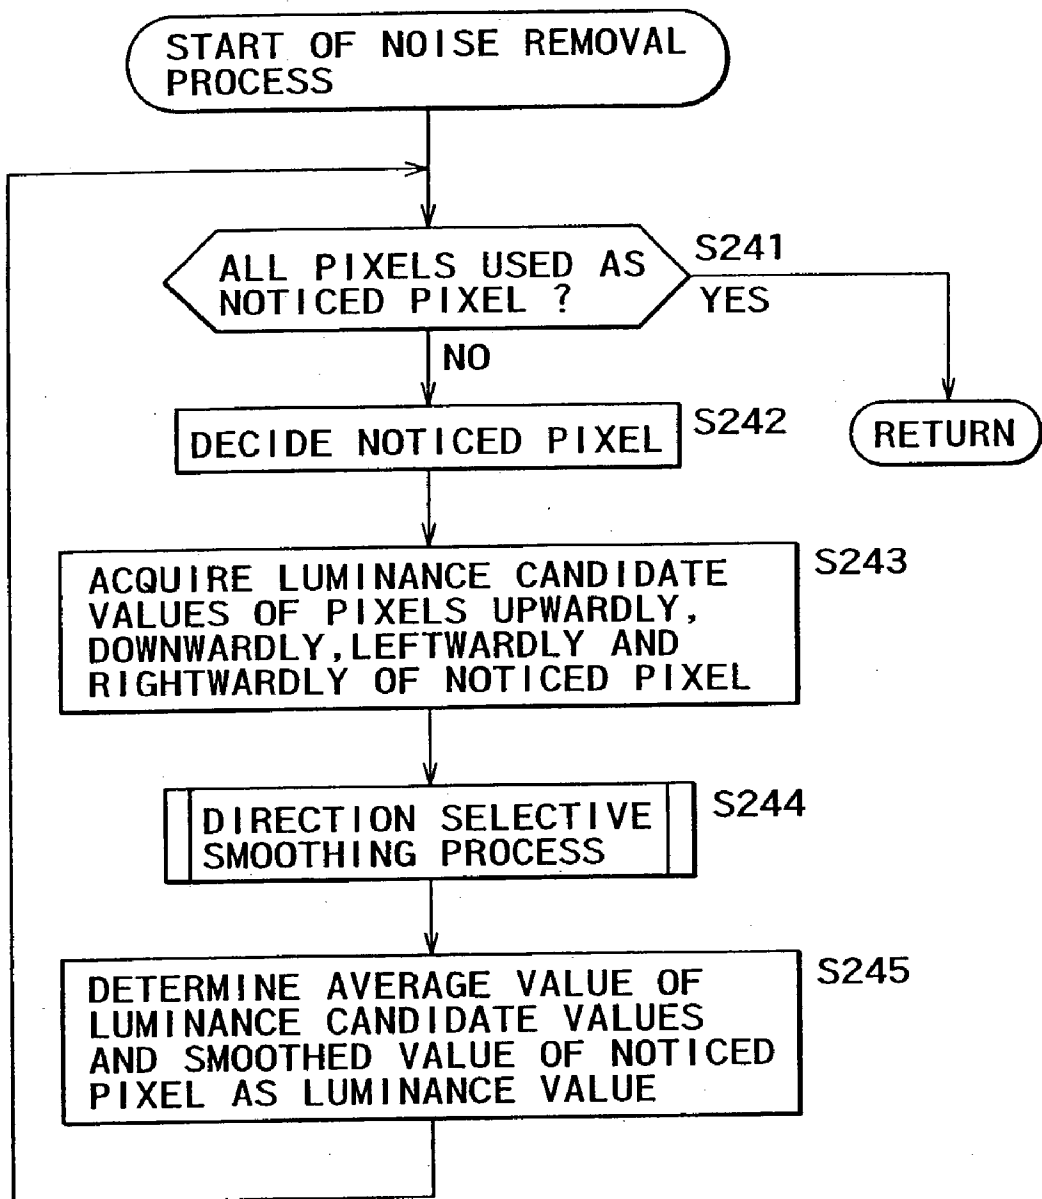 START OF NOISE REMOVAL
PROCESS
ALL PIXELS USED AS
NOTICED PIXEL ?
S241
YES
NO
DECIDE NOTICED PIXEL
S242
RETURN
ACQUIRE LUMINANCE CANDIDATE
VALUES OF PIXELS UPWARDLY,
DOWNWARDLY,LEFTWARDLY AND
RIGHTWARDLY OF NOTICED PIXEL
S243
DIRECTION SELECTIVE
SMOOTHING PROCESS
S244
DETERMINE AVERAGE VALUE OF
LUMINANCE CANDIDATE VALUES
AND SMOOTHED VALUE OF NOTICED
PIXEL AS LUMINANCE VALUE
S245